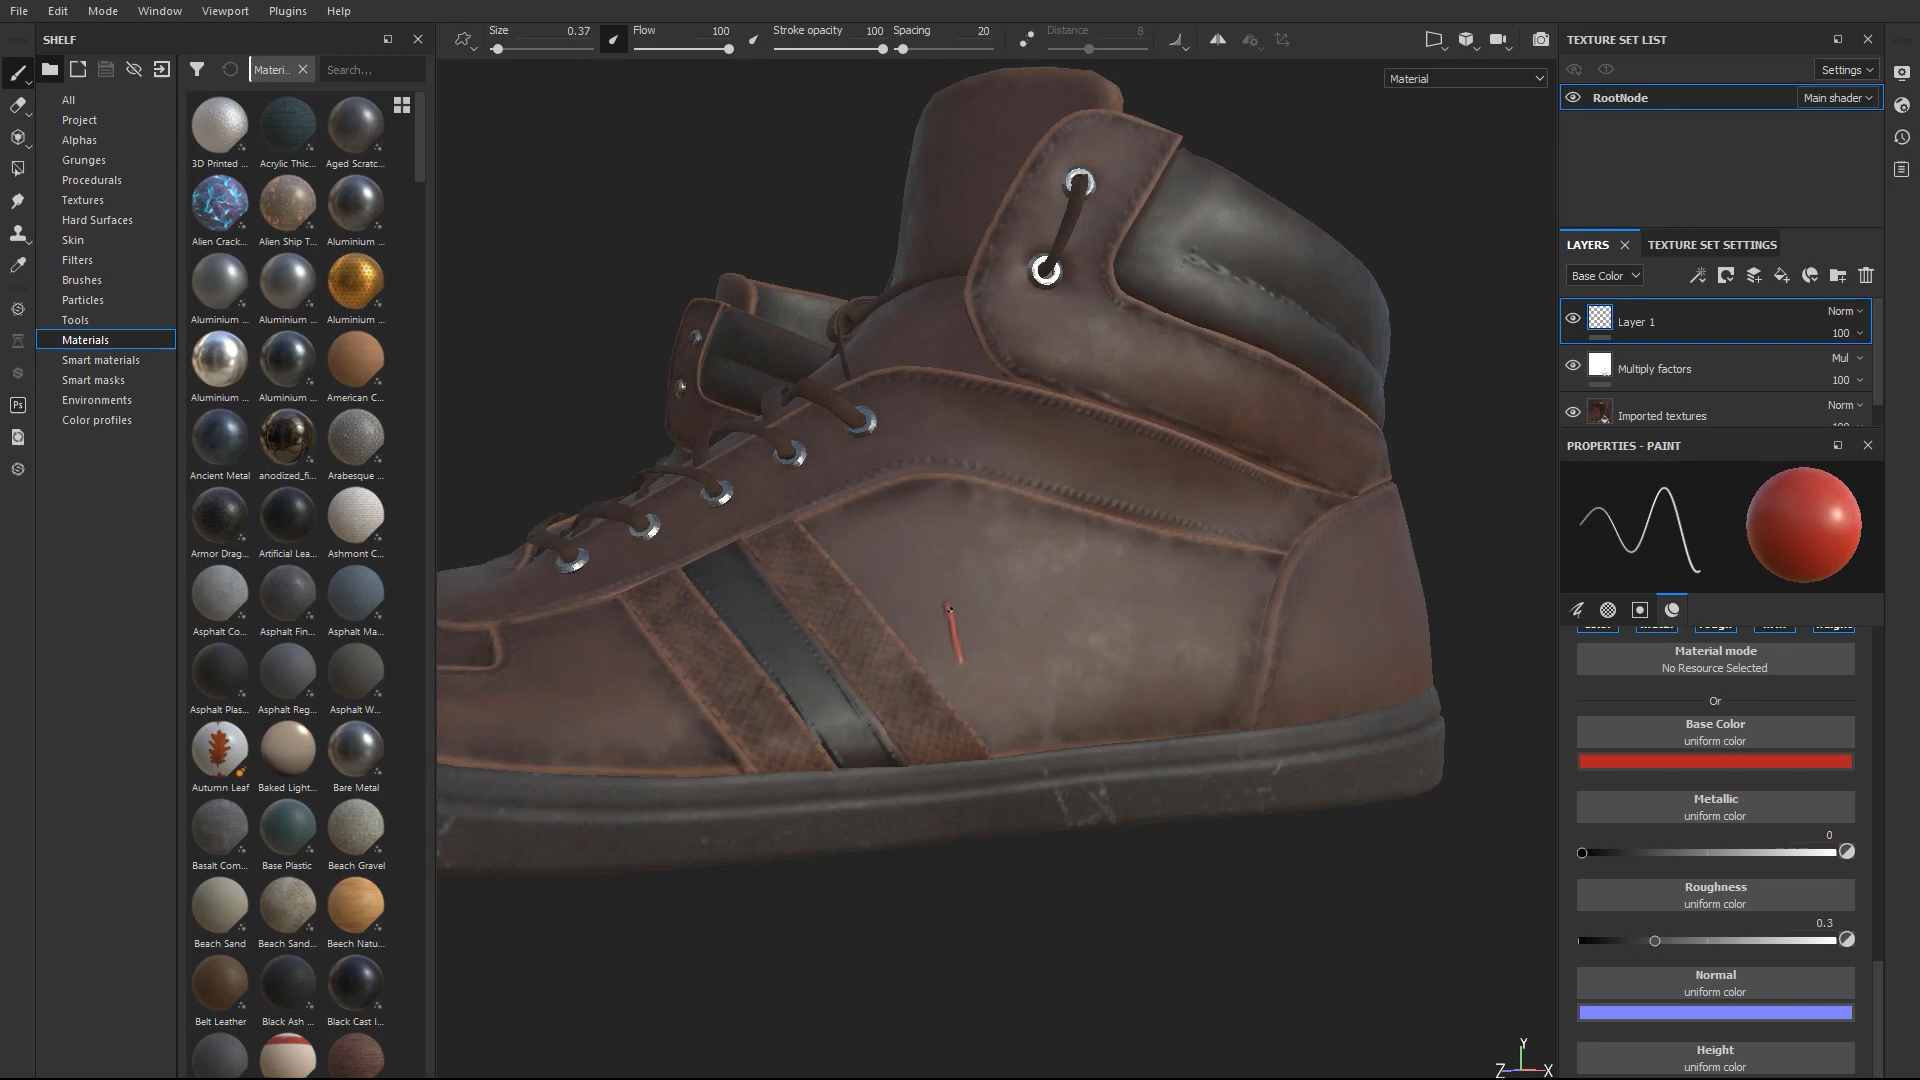 File Edit Mode Window Viewport Plugins Help
SHELF
Size 0.37 Flow 100 Stroke opacity 100 Spacing 20 Distance 8
Materi.. Search...
All
Project
Alphas
Grunges
Procedurals
Textures
Hard Surfaces
Skin
Filters
Brushes
Particles
Tools
Materials
Smart materials
Smart masks
Environments
Color profiles
Ps
3D Printed ... Acrylic Thic... Aged Scratc...
Alien Crack... Alien Ship T... Aluminium ...
Aluminium ... Aluminium ... Aluminium ...
Aluminium ... Aluminium ... American C...
Ancient Metal anodized_fi... Arabesque ...
Armor Drag... Artificial Lea... Ashmont C...
Asphalt Co... Asphalt Fin... Asphalt Ma...
Asphalt Plas... Asphalt Reg... Asphalt W...
Autumn Leaf Baked Light... Bare Metal
Basalt Com... Base Plastic Beach Gravel
Beach Sand Beach Sand... Beech Natu...
Belt Leather Black Ash ... Black Cast I...
Material
Y
Z X
TEXTURE SET LIST
Settings
RootNode Main shader
LAYERS TEXTURE SET SETTINGS
Base Color
Layer 1 Norm 100
Multiply factors Mul 100
Imported textures Norm
PROPERTIES - PAINT
Material mode
No Resource Selected
Or
Base Color
uniform color
Metallic
uniform color
0
Roughness
uniform color
0.3
Normal
uniform color
Height
uniform color